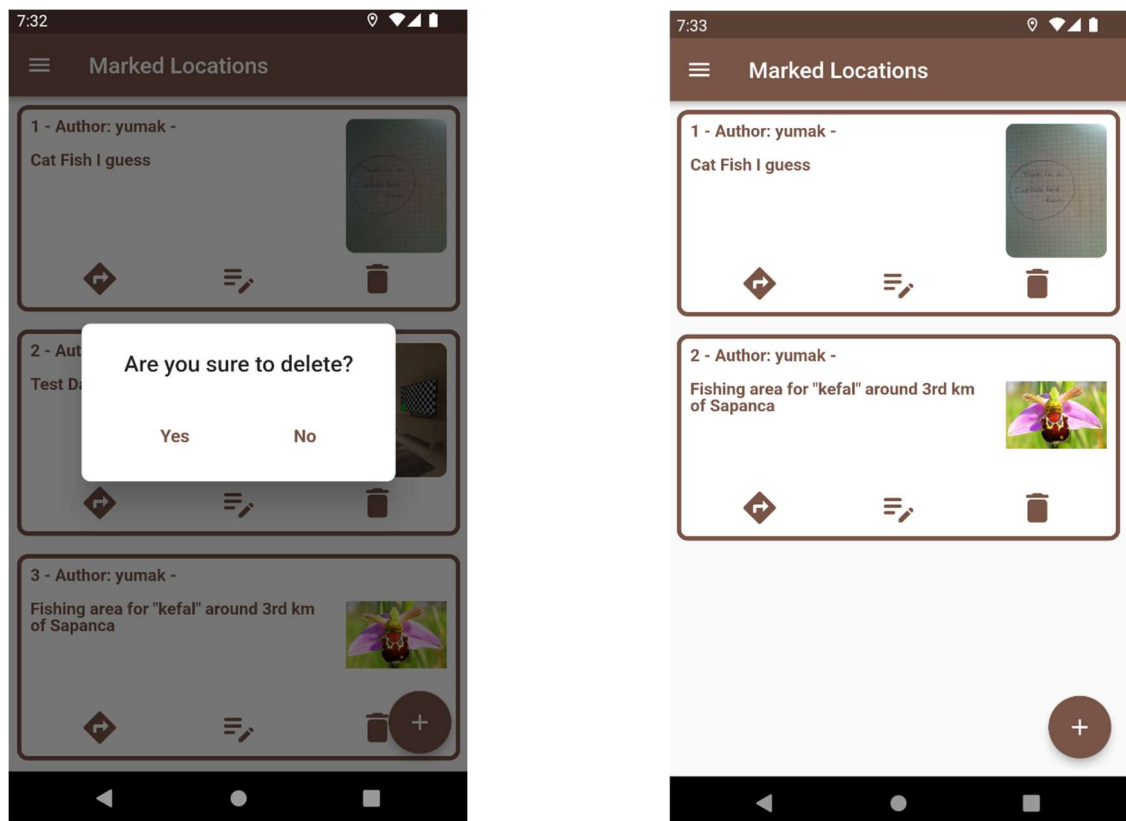 7:32
Marked Locations
1 - Author: yumak -
Cat Fish I guess
2 - Aut
Test Da
Are you sure to delete?
Yes
No
3 - Author: yumak -
Fishing area for "kefal" around 3rd km
of Sapanca
+
7:33
Marked Locations
1 - Author: yumak -
Cat Fish I guess
2 - Author: yumak -
Fishing area for "kefal" around 3rd km
of Sapanca
+